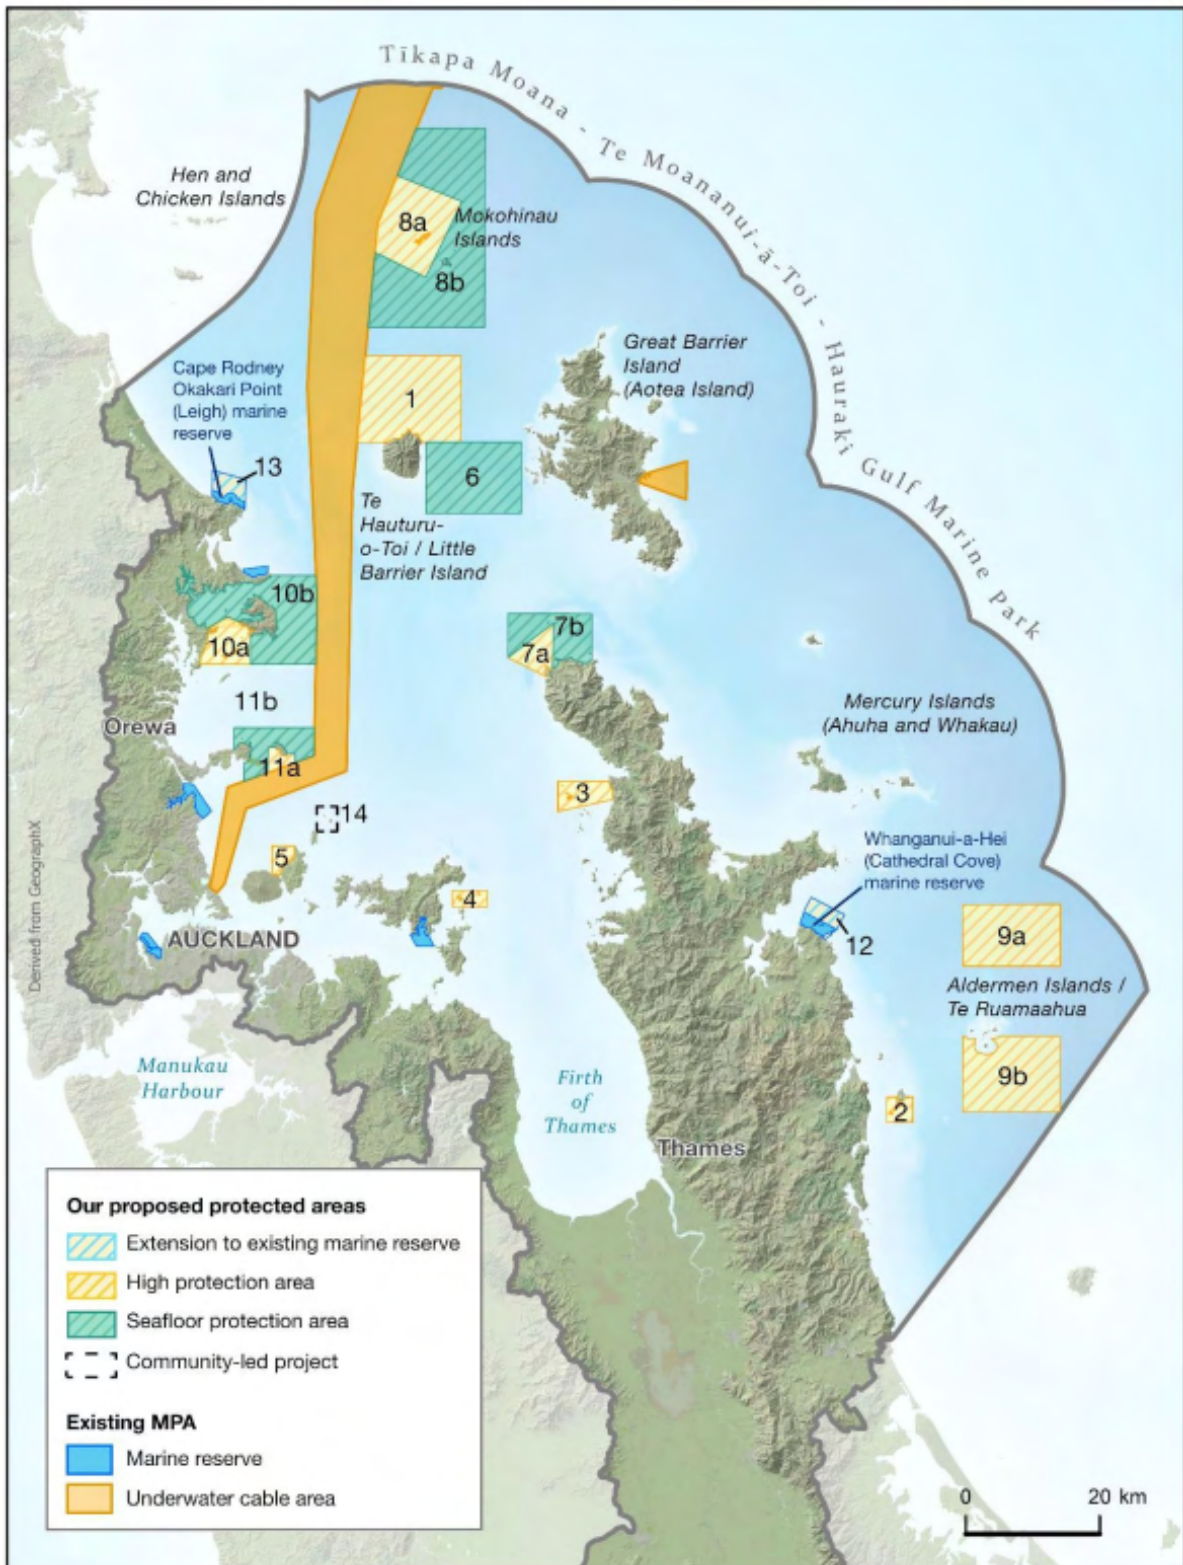 Tīkapa Moana - Te Moananui-ā-Toi - Hauraki Gulf Marine Park
Hen and
Chicken Islands
8a
Mokohinau
Islands
8b
Great Barrier
Island
(Aotea Island)
Cape Rodney
Okakari Point
(Leigh) marine
reserve
1
13
6
Te
Hauturu-
o-Toi / Little
Barrier Island
10b
10a
7b
7a
11b
Orewa
11a
Mercury Islands
(Ahuha and Whakau)
3
14
5
4
Whanganui-a-Hei
(Cathedral Cove)
marine reserve
12
9a
AUCKLAND
Aldermen Islands /
Te Ruamaahua
9b
2
Manukau
Harbour
Firth
of
Thames
Thames
Derived from GeographX
Our proposed protected areas
Extension to existing marine reserve
High protection area
Seafloor protection area
Community-led project
Existing MPA
Marine reserve
Underwater cable area
0 20 km